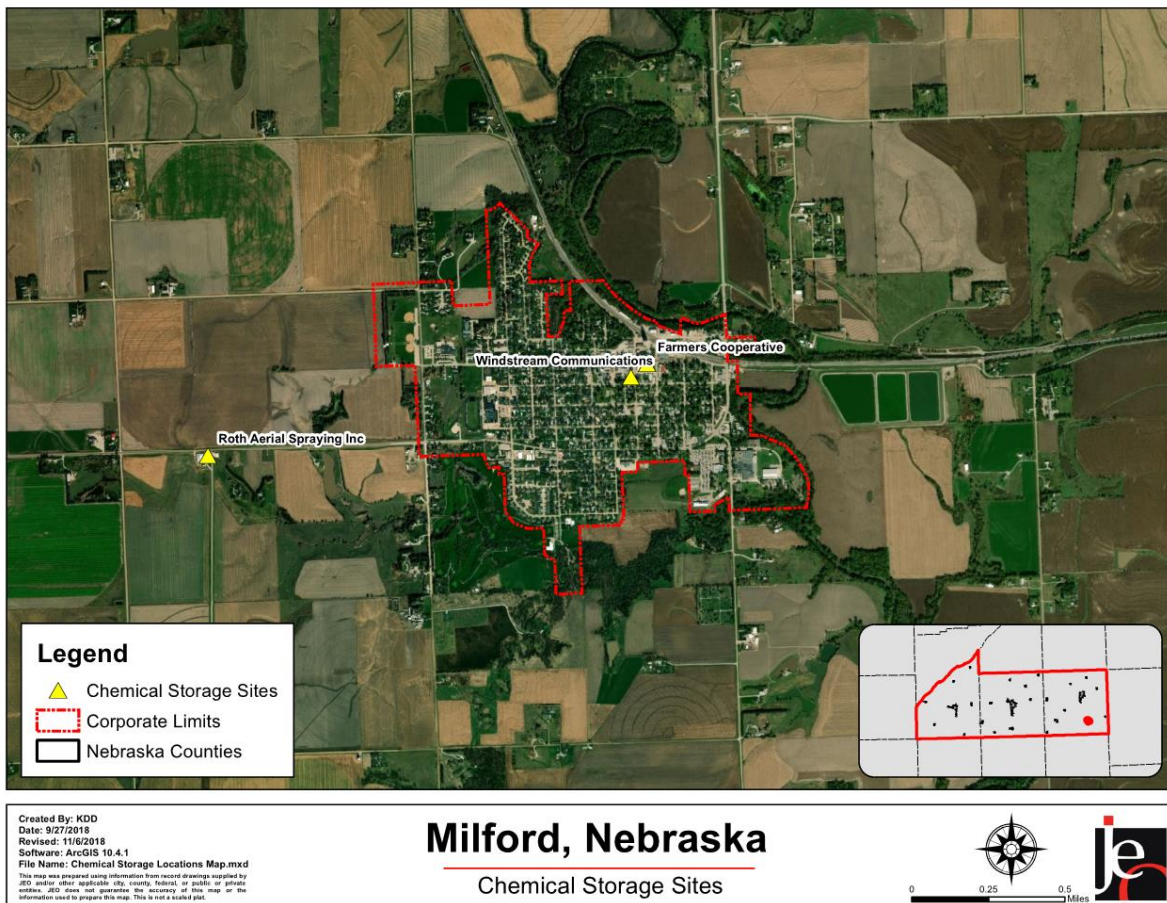 Farmers Cooperative
Windstream Communications
Roth Aerial Spraying Inc
Legend
Chemical Storage Sites
Corporate Limits
Nebraska Counties
Created By: KDD
Date: 9/27/2018
Revised: 11/6/2018
Software: ArcGIS 10.4.1
File Name: Chemical Storage Locations Map.mxd
This map was prepared using information from record drawings supplied by
JEO and/or other applicable city, county, federal, or public or private
entities. JEO does not guarantee the accuracy of this map or the
information used to prepare this map. This is not a scaled plat.
Milford, Nebraska
Chemical Storage Sites
0 0.25 0.5
Miles
jeo